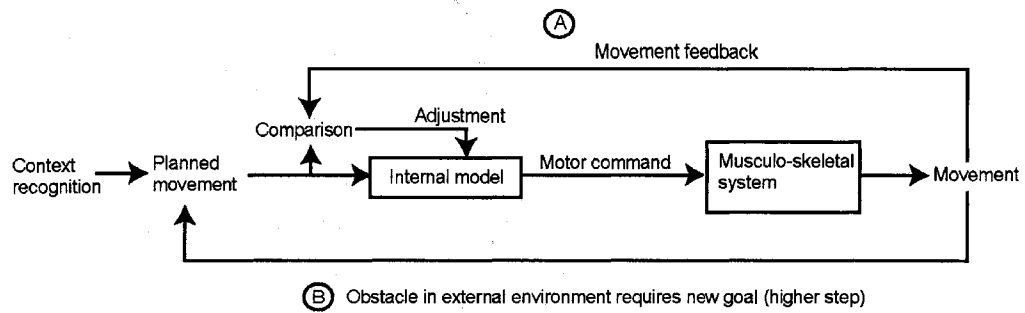 A
Movement feedback
Comparison
Adjustment
Context
recognition
Planned
movement
Internal model
Motor command
Musculo-skeletal
system
Movement
B Obstacle in external environment requires new goal (higher step)